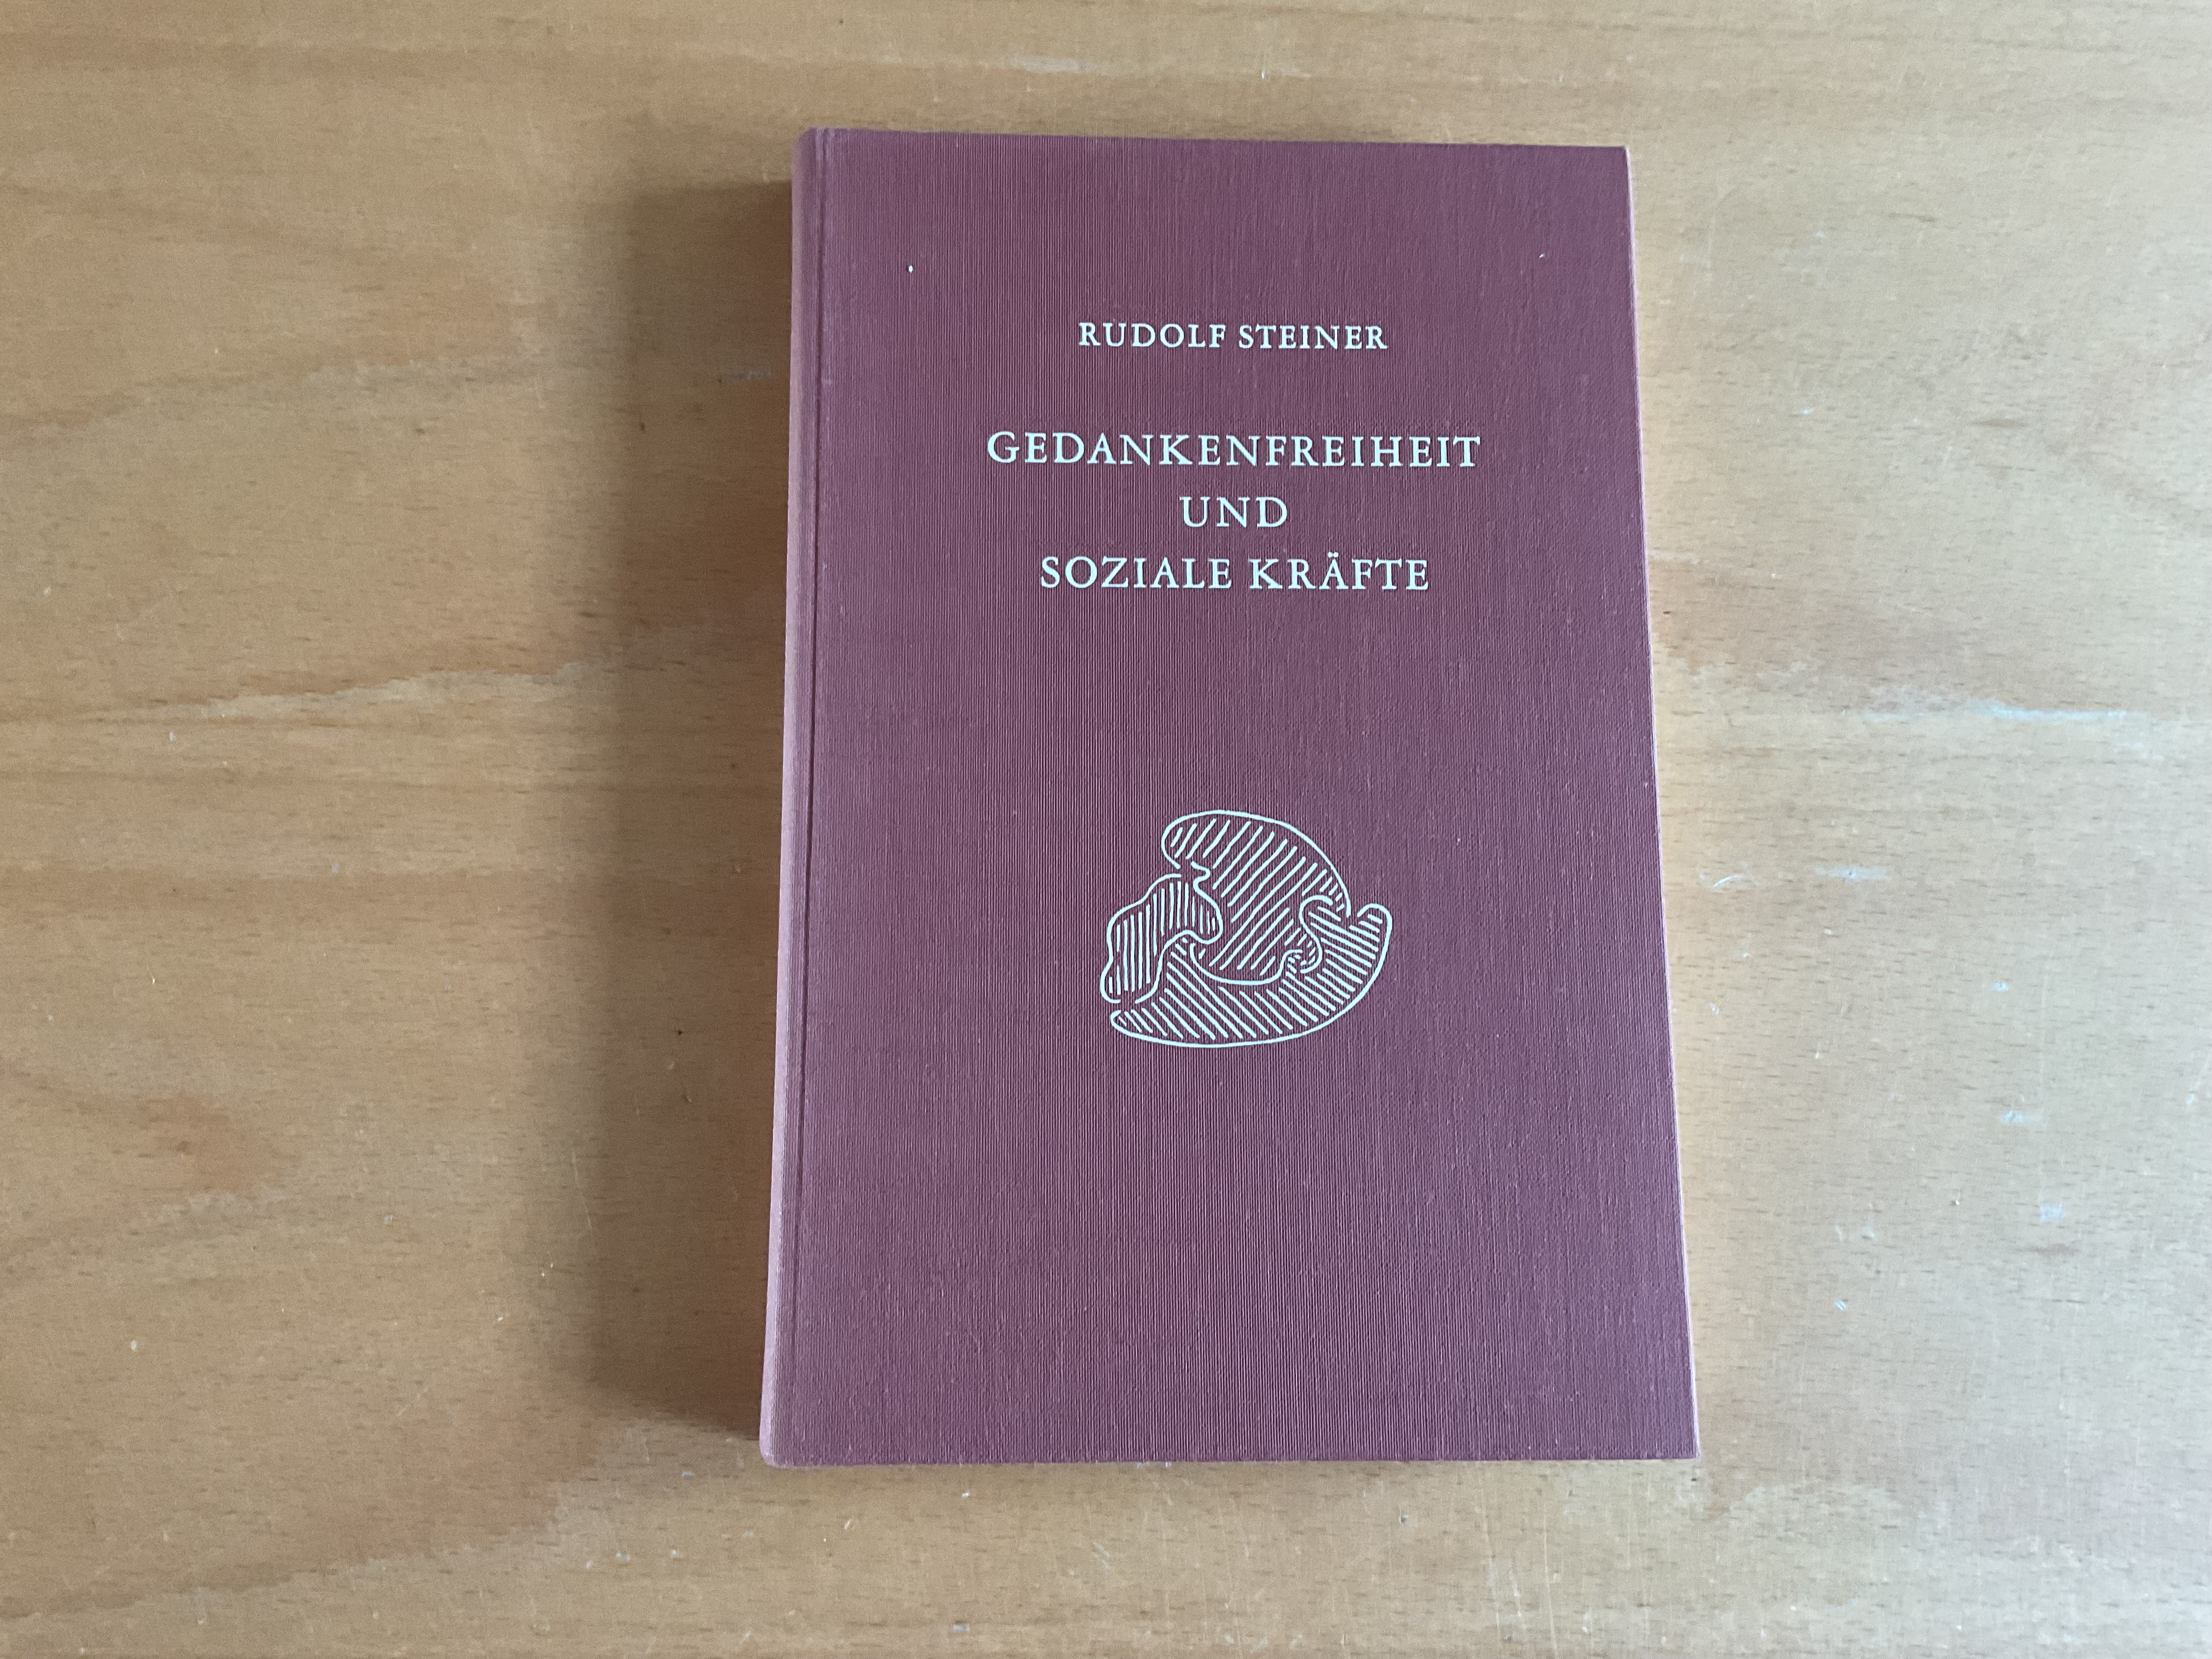 RUDOLF STEINER
GEDANKENFREIHEIT
UND
SOZIALE KRÄFTE